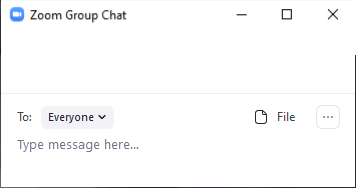 Zoom Group Chat
To: Everyone File
Type message here...